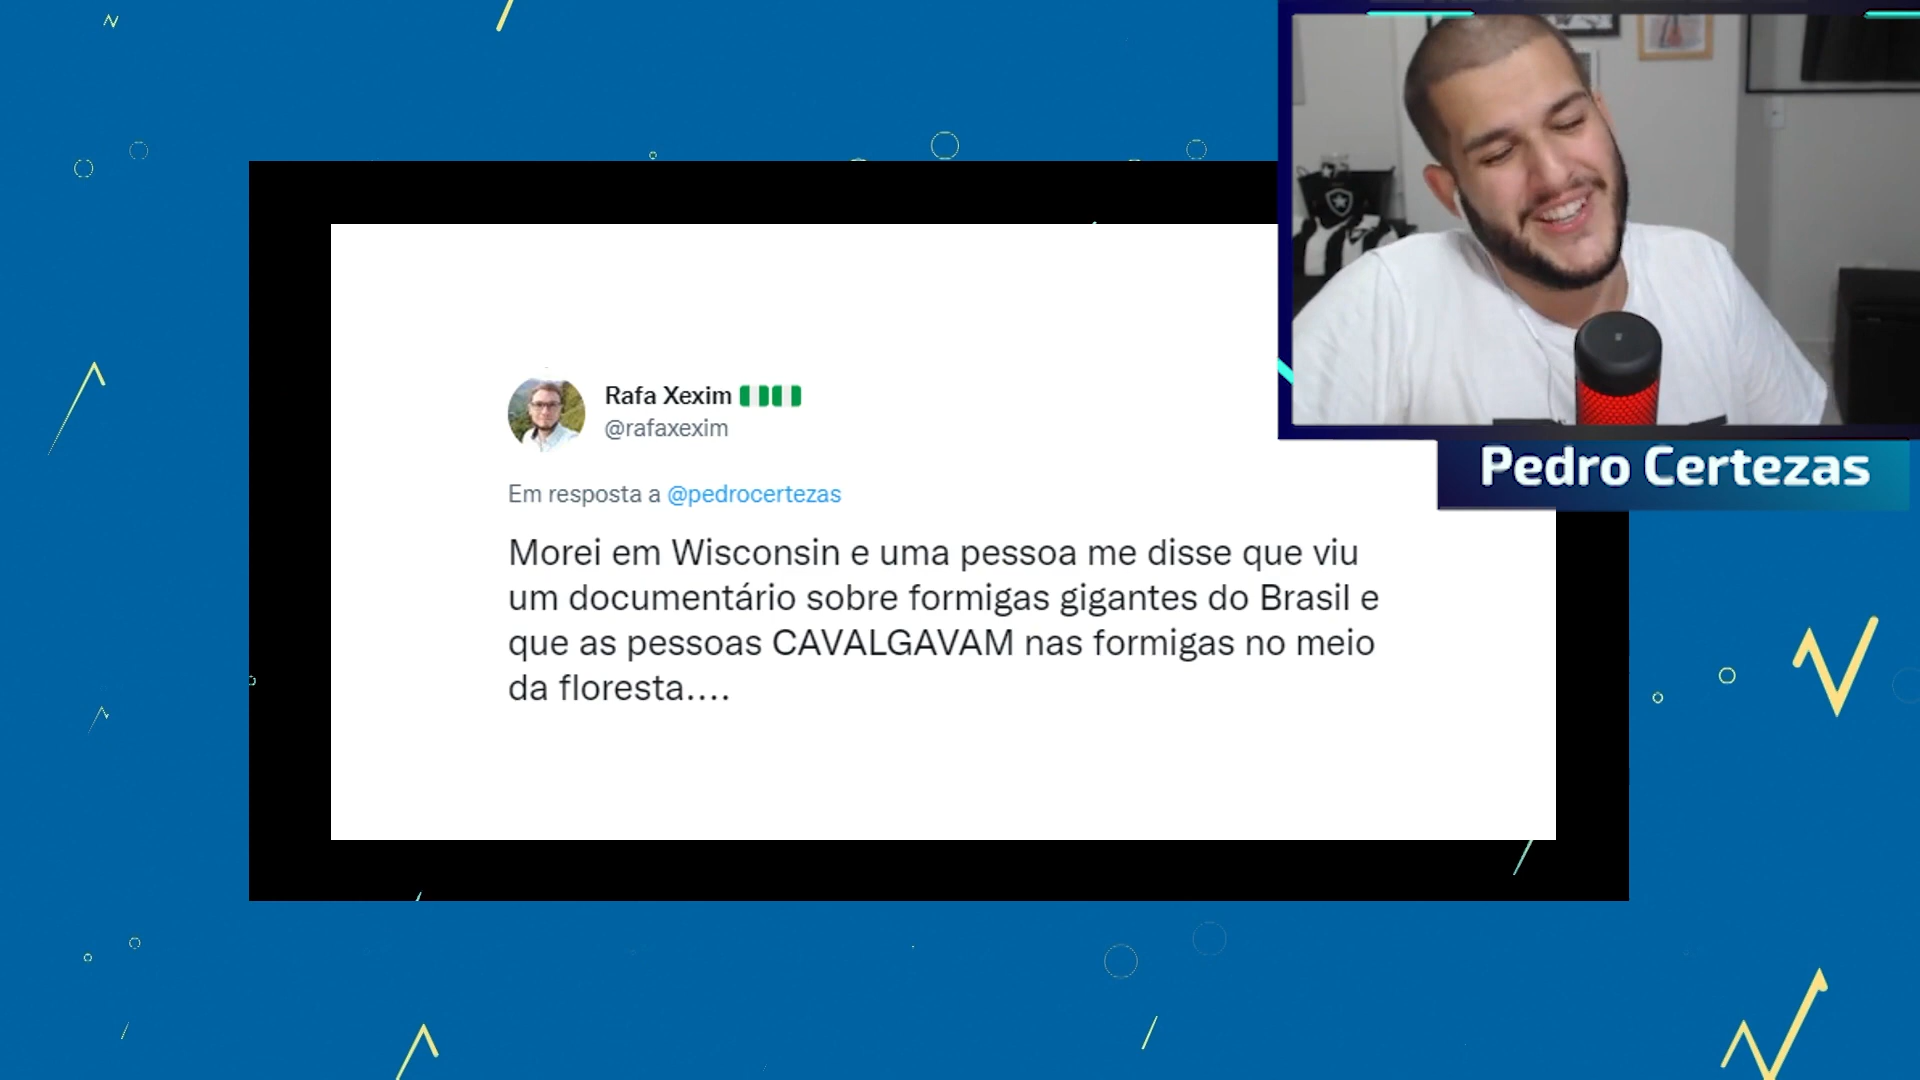 Rafa Xexim
@rafaxexim
Em resposta a @pedrocertezas
Morei em Wisconsin e uma pessoa me disse que viu
um documentário sobre formigas gigantes do Brasil e
que as pessoas CAVALGAVAM nas formigas no meio
da floresta....
Pedro Certezas